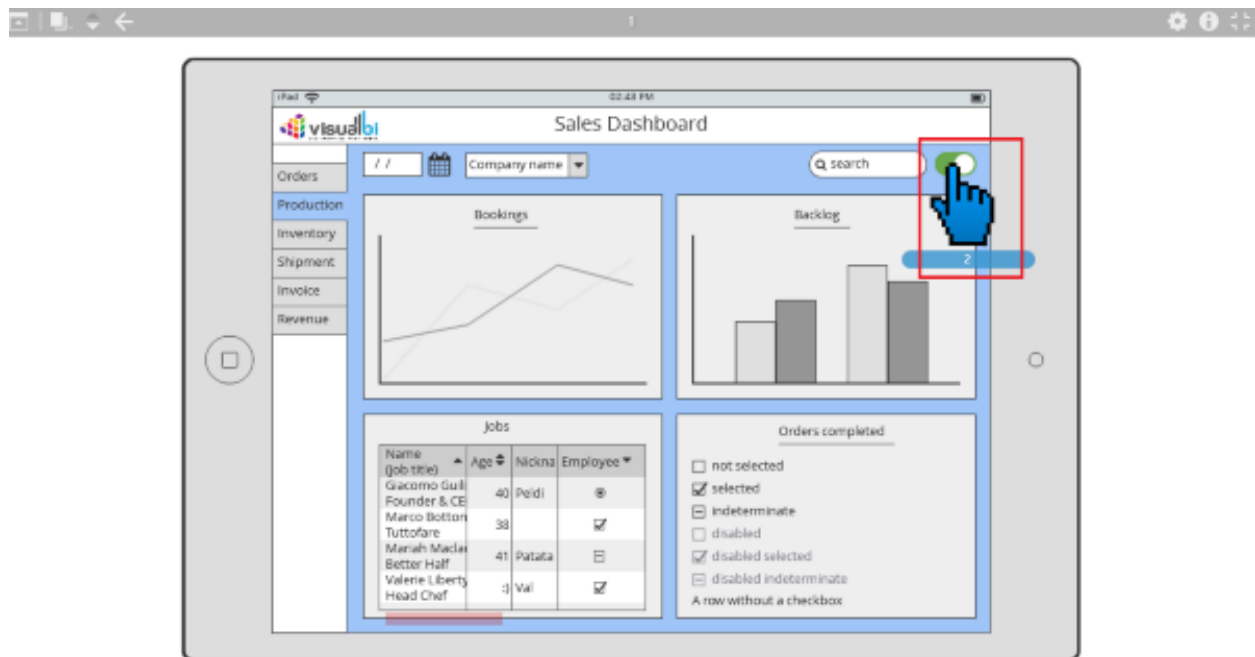 1
iPad
02:43 PM
visualbi
Sales Dashboard
/ /
Company name
search
Orders
Production
Inventory
Shipment
Invoice
Revenue
Bookings
Backlog
2
Jobs
Name
(job title)
Age
Nickna
Employee
Giacomo Guili
Founder & CE
40
Peldi
Marco Botton
Tuttofare
38
Mariah Maclar
Better Half
41
Patata
Valerie Liberty
Head Chef
:)
Val
Orders completed
not selected
selected
indeterminate
disabled
disabled selected
disabled indeterminate
A row without a checkbox